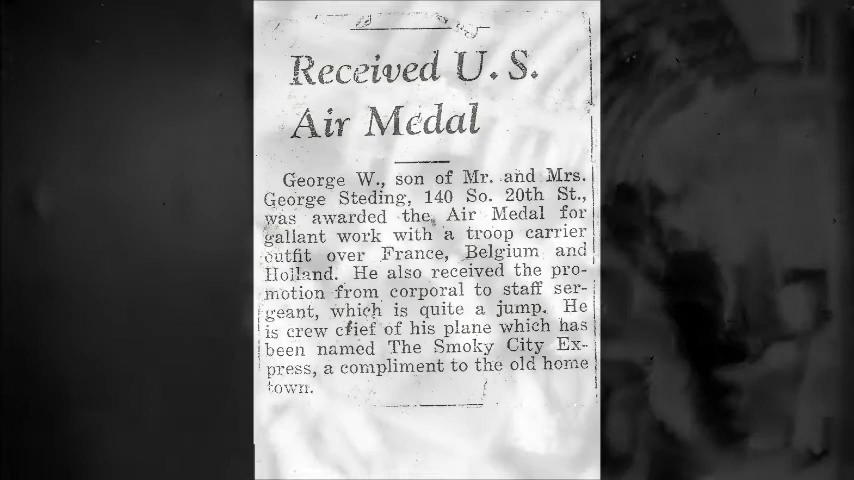 Received U. S.
Air Medal
George W., son of Mr. and Mrs.
George Steding, 140 So. 20th St.,
was awarded the Air Medal for
gallant work with a troop carrier
outfit over France, Belgium and
Holland. He also received the pro-
motion from corporal to staff ser-
geant, which is quite a jump. He
is crew chief of his plane which has
been named The Smoky City Ex-
press, a compliment to the old home
town.